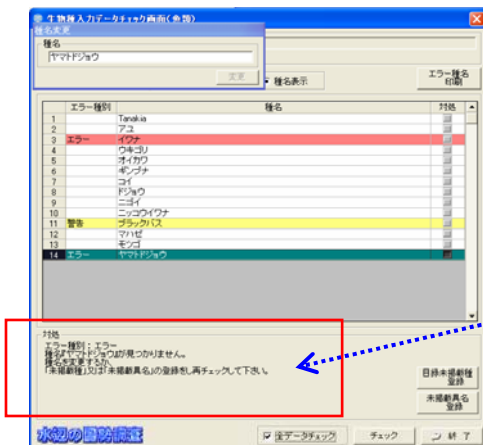 生物種入力データチェック画面(魚類)
種名変更
種名
ヤマトドジョウ
変更
種名表示
エラー種名
印刷
エラー種別 種名 対処
1 Tanakia
2 アユ
3 エラー イワナ
4 ウキゴリ
5 オイカワ
6 ギンブナ
7 コイ
8 ドジョウ
9 ニゴイ
10 ニッコウイワナ
11 警告 ブラックバス
12 マハゼ
13 モツゴ
14 エラー ヤマトドジョウ
対処
エラー種別:エラー
種名『ヤマトドジョウ』が見つかりません。
種名を変更するか、
「未掲載種」又は「未掲載異名」の登録をし再チェックして下さい。
目録未掲載種
登録
未掲載異名
登録
水辺の国勢調査
全データチェック チェック 終了